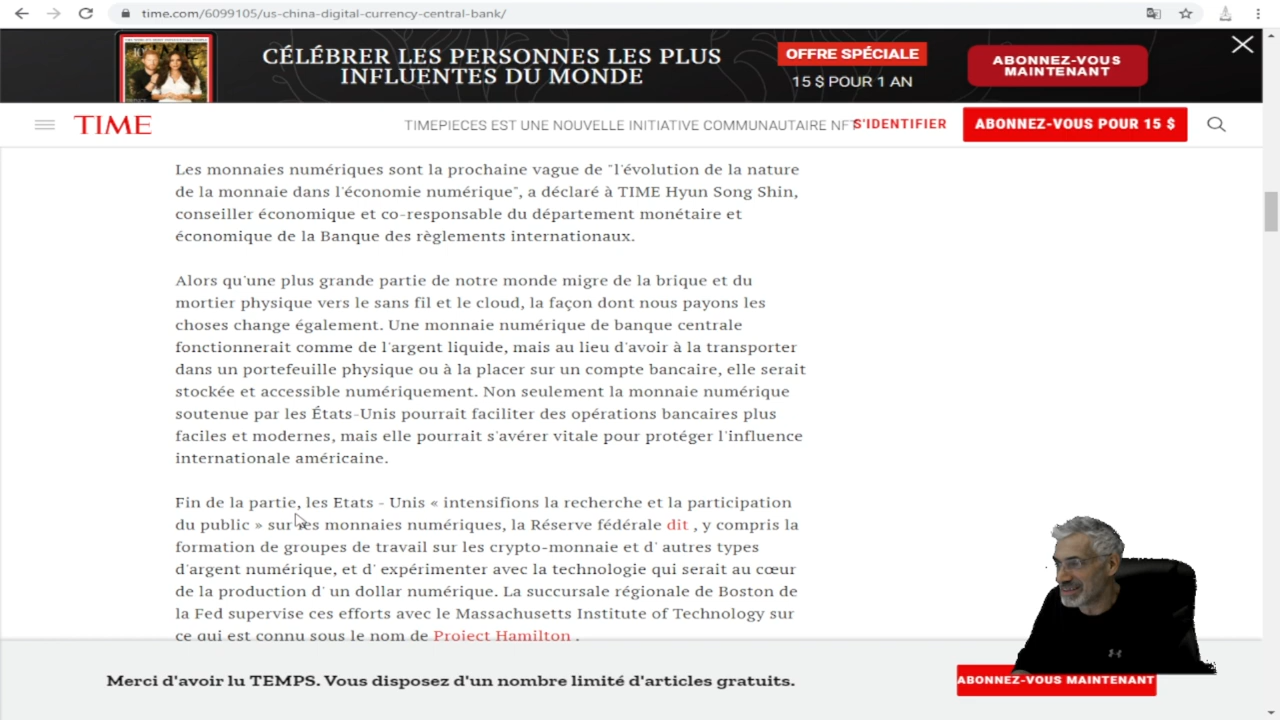 time.com/6099105/us-china-digital-currency-central-bank/
CÉLÉBRER LES PERSONNES LES PLUS
INFLUENTES DU MONDE
OFFRE SPÉCIALE
15 $ POUR 1 AN
ABONNEZ-VOUS
MAINTENANT
TIME
TIMEPIECES EST UNE NOUVELLE INITIATIVE COMMUNAUTAIRE NFT
S'IDENTIFIER
ABONNEZ-VOUS POUR 15 $
Les monnaies numériques sont la prochaine vague de "l'évolution de la nature
de la monnaie dans l'économie numérique", a déclaré à TIME Hyun Song Shin,
conseiller économique et co-responsable du département monétaire et
économique de la Banque des règlements internationaux.
Alors qu'une plus grande partie de notre monde migre de la brique et du
mortier physique vers le sans fil et le cloud, la façon dont nous payons les
choses change également. Une monnaie numérique de banque centrale
fonctionnerait comme de l'argent liquide, mais au lieu d'avoir à la transporter
dans un portefeuille physique ou à la placer sur un compte bancaire, elle serait
stockée et accessible numériquement. Non seulement la monnaie numérique
soutenue par les États-Unis pourrait faciliter des opérations bancaires plus
faciles et modernes, mais elle pourrait s'avérer vitale pour protéger l'influence
internationale américaine.
Fin de la partie, les Etats - Unis « intensifions la recherche et la participation
du public » sur les monnaies numériques, la Réserve fédérale dit , y compris la
formation de groupes de travail sur les crypto-monnaie et d' autres types
d'argent numérique, et d' expérimenter avec la technologie qui serait au cœur
de la production d' un dollar numérique. La succursale régionale de Boston de
la Fed supervise ces efforts avec le Massachusetts Institute of Technology sur
ce qui est connu sous le nom de Project Hamilton .
Merci d'avoir lu TEMPS. Vous disposez d'un nombre limité d'articles gratuits.
ABONNEZ-VOUS MAINTENANT